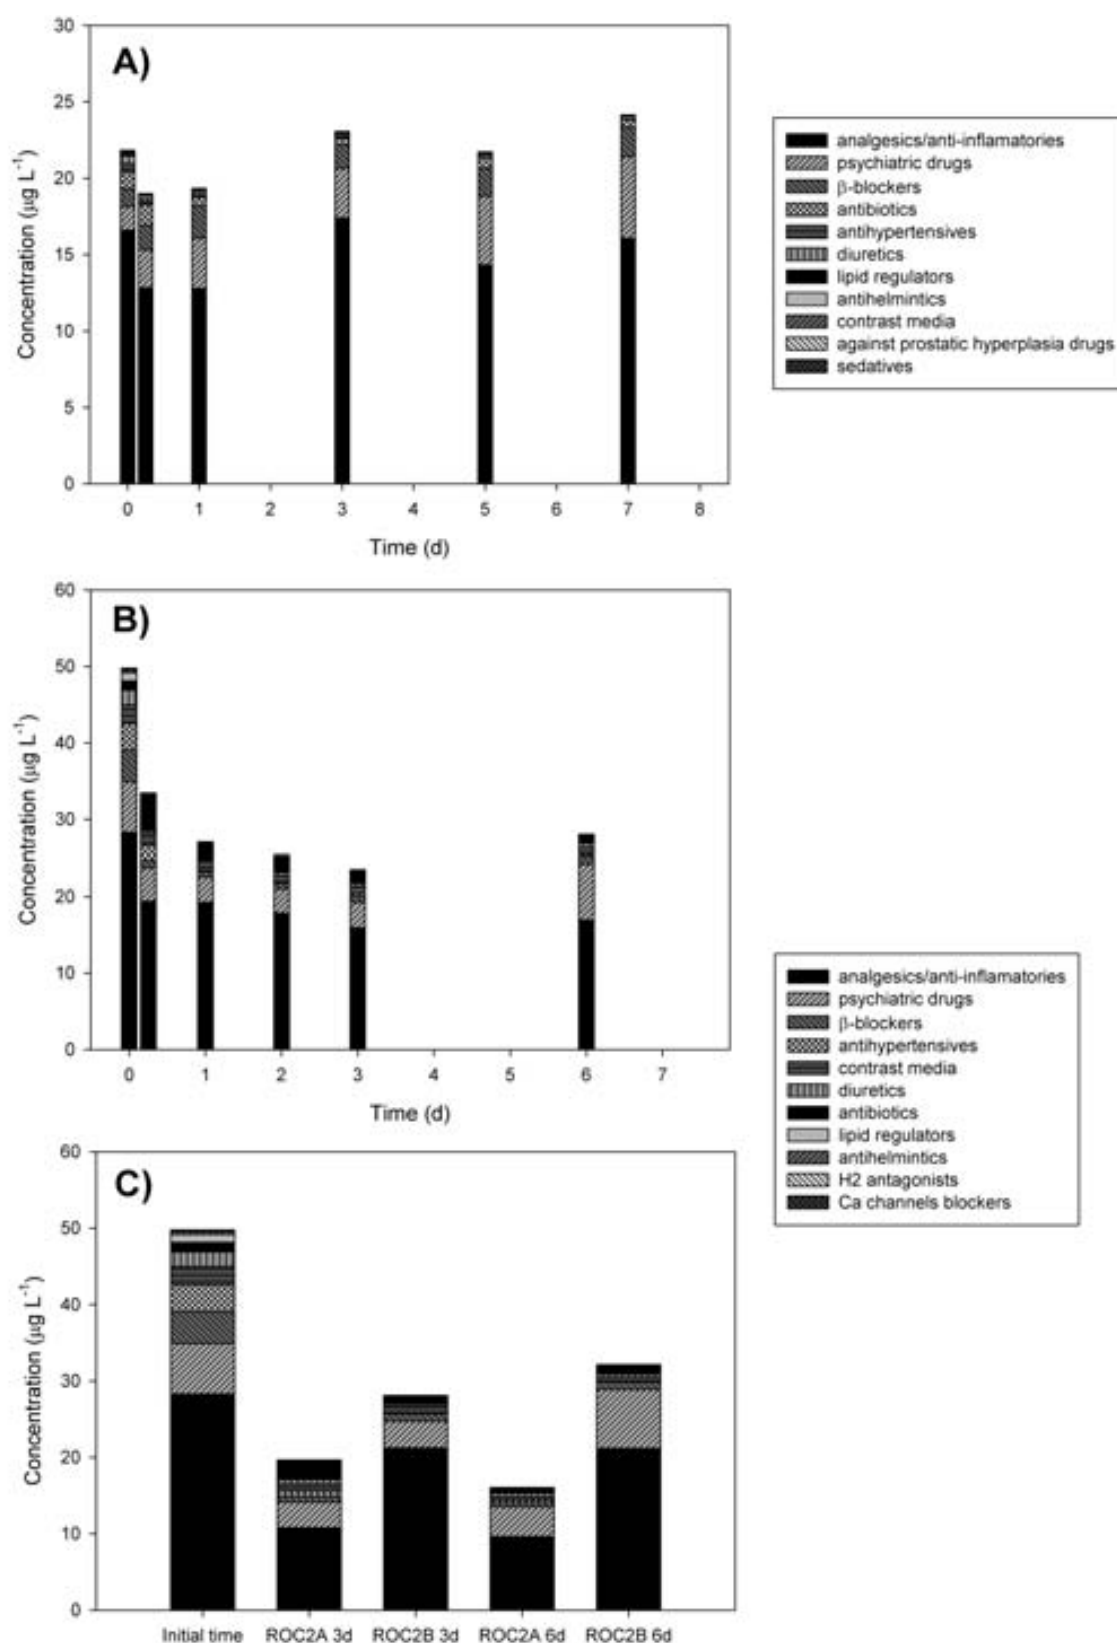 A)
30
25
20
15
10
5
0
Concentration (µg L⁻¹)
0 1 2 3 4 5 6 7 8
Time (d)
analgesics/anti-inflamatories
psychiatric drugs
β-blockers
antibiotics
antihypertensives
diuretics
lipid regulators
antihelmintics
contrast media
against prostatic hyperplasia drugs
sedatives
B)
60
50
40
30
20
10
0
Concentration (µg L⁻¹)
0 1 2 3 4 5 6 7
Time (d)
analgesics/anti-inflamatories
psychiatric drugs
β-blockers
antihypertensives
contrast media
diuretics
antibiotics
lipid regulators
antihelmintics
H2 antagonists
Ca channels blockers
C)
60
50
40
30
20
10
0
Concentration (µg L⁻¹)
Initial time ROC2A 3d ROC2B 3d ROC2A 6d ROC2B 6d